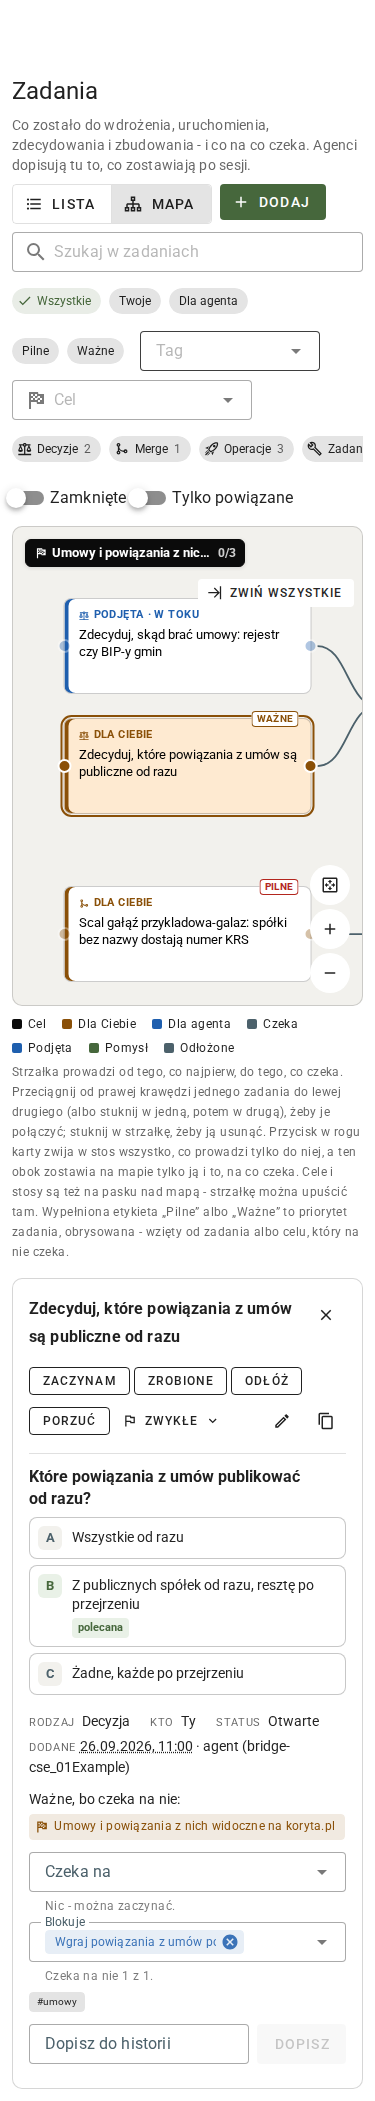 Zadania
Co zostało do wdrożenia, uruchomienia,
zdecydowania i zbudowania - i co na co czeka. Agenci
dopisują tu to, co zostawiają po sesji.
LISTA
MAPA
DODAJ
Szukaj w zadaniach
Wszystkie
Twoje
Dla agenta
Pilne
Ważne
Tag
Cel
Decyzje 2
Merge 1
Operacje 3
Zadan
Zamknięte
Tylko powiązane
Umowy i powiązania z nic... 0/3
ZWIŃ WSZYSTKIE
PODJĘTA · W TOKU
Zdecyduj, skąd brać umowy: rejestr
czy BIP-y gmin
WAŻNE
DLA CIEBIE
Zdecyduj, które powiązania z umów są
publiczne od razu
PILNE
DLA CIEBIE
Scal gałąź przykladowa-galaz: spółki
bez nazwy dostają numer KRS
Cel
Dla Ciebie
Dla agenta
Czeka
Podjęta
Pomysł
Odłożone
Strzałka prowadzi od tego, co najpierw, do tego, co czeka.
Przeciągnij od prawej krawędzi jednego zadania do lewej
drugiego (albo stuknij w jedną, potem w drugą), żeby je
połączyć; stuknij w strzałkę, żeby ją usunąć. Przycisk w rogu
karty zwija w stos wszystko, co prowadzi tylko do niej, a ten
obok zostawia na mapie tylko ją i to, na co czeka. Cele i
stosy są też na pasku nad mapą - strzałkę można upuścić
tam. Wypełniona etykieta „Pilne” albo „Ważne” to priorytet
zadania, obrysowana - wzięty od zadania albo celu, który na
nie czeka.
Zdecyduj, które powiązania z umów
są publiczne od razu
ZACZYNAM
ZROBIONE
ODŁÓŻ
PORZUĆ
ZWYKŁE
Które powiązania z umów publikować
od razu?
A Wszystkie od razu
B Z publicznych spółek od razu, resztę po
przejrzeniu
polecana
C Żadne, każde po przejrzeniu
RODZAJ Decyzja KTO Ty STATUS Otwarte
DODANE 26.09.2026, 11:00 · agent (bridge-
cse_01Example)
Ważne, bo czeka na nie:
Umowy i powiązania z nich widoczne na koryta.pl
Czeka na
Nic - można zaczynać.
Blokuje
Wgraj powiązania z umów po
Czeka na nie 1 z 1.
#umowy
Dopisz do historii
DOPISZ